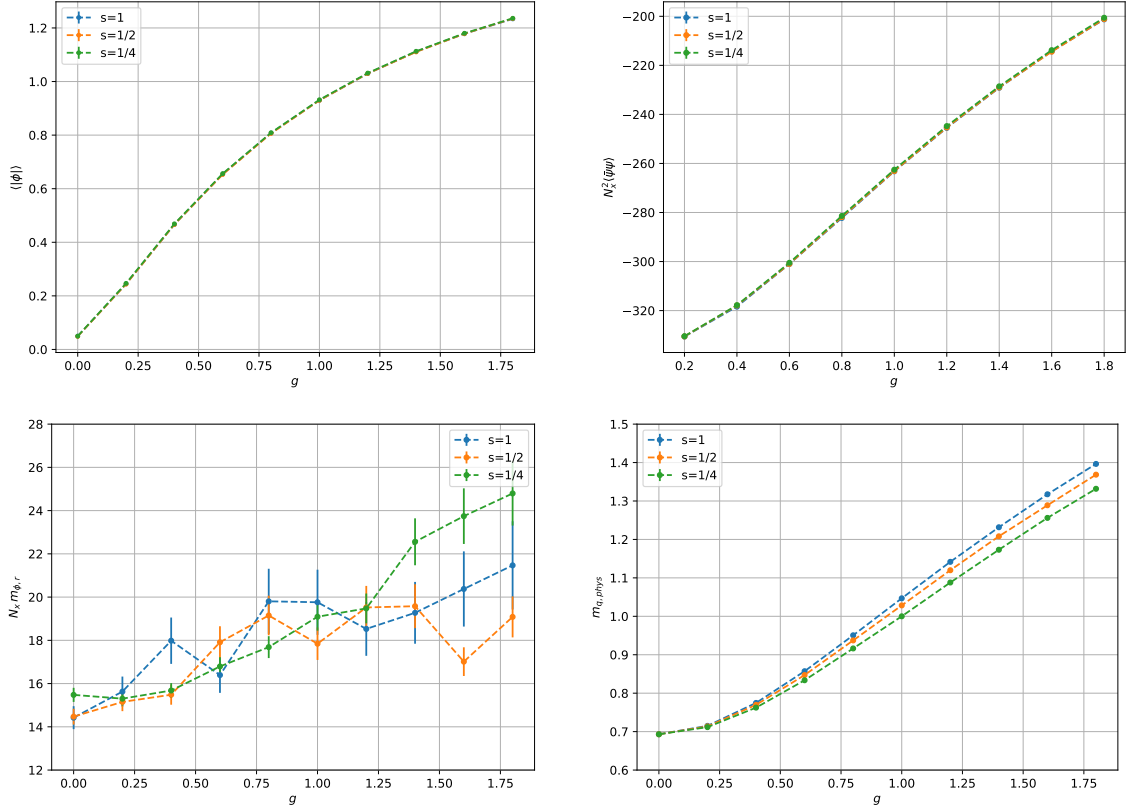 s=1
s=1/2
s=1/4
1.2
1.0
0.8
0.6
0.4
0.2
0.0
⟨|ϕ|⟩
0.00 0.25 0.50 0.75 1.00 1.25 1.50 1.75
g
s=1
s=1/2
s=1/4
−200
−220
−240
−260
−280
−300
−320
N_x^2⟨ψ̄ψ⟩
0.2 0.4 0.6 0.8 1.0 1.2 1.4 1.6 1.8
g
s=1
s=1/2
s=1/4
28
26
24
22
20
18
16
14
12
N_x m_{ϕ,r}
0.00 0.25 0.50 0.75 1.00 1.25 1.50 1.75
g
s=1
s=1/2
s=1/4
1.5
1.4
1.3
1.2
1.1
1.0
0.9
0.8
0.7
0.6
m_{q,phys}
0.00 0.25 0.50 0.75 1.00 1.25 1.50 1.75
g